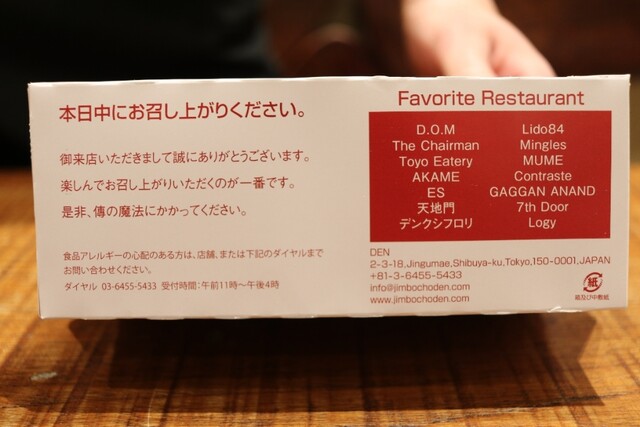 本日中にお召し上がりください。
御来店いただきまして誠にありがとうございます。
楽しんでお召し上がりいただくのが一番です。
是非、傳の魔法にかかってください。
食品アレルギーの心配のある方は、店舗、または下記のダイヤルまで
お問い合わせください。
ダイヤル 03-6455-5433 受付時間:午前11時〜午後4時
Favorite Restaurant
D.O.M
The Chairman
Toyo Eatery
AKAME
ES
天地門
デンクシフロリ
Lido84
Mingles
MUME
Contraste
GAGGAN ANAND
7th Door
Logy
DEN
2-3-18,Jingumae,Shibuya-ku,Tokyo,150-0001,JAPAN
+81-3-6455-5433
info@jimbochoden.com
www.jimbochoden.com
紙
箱及び中敷紙